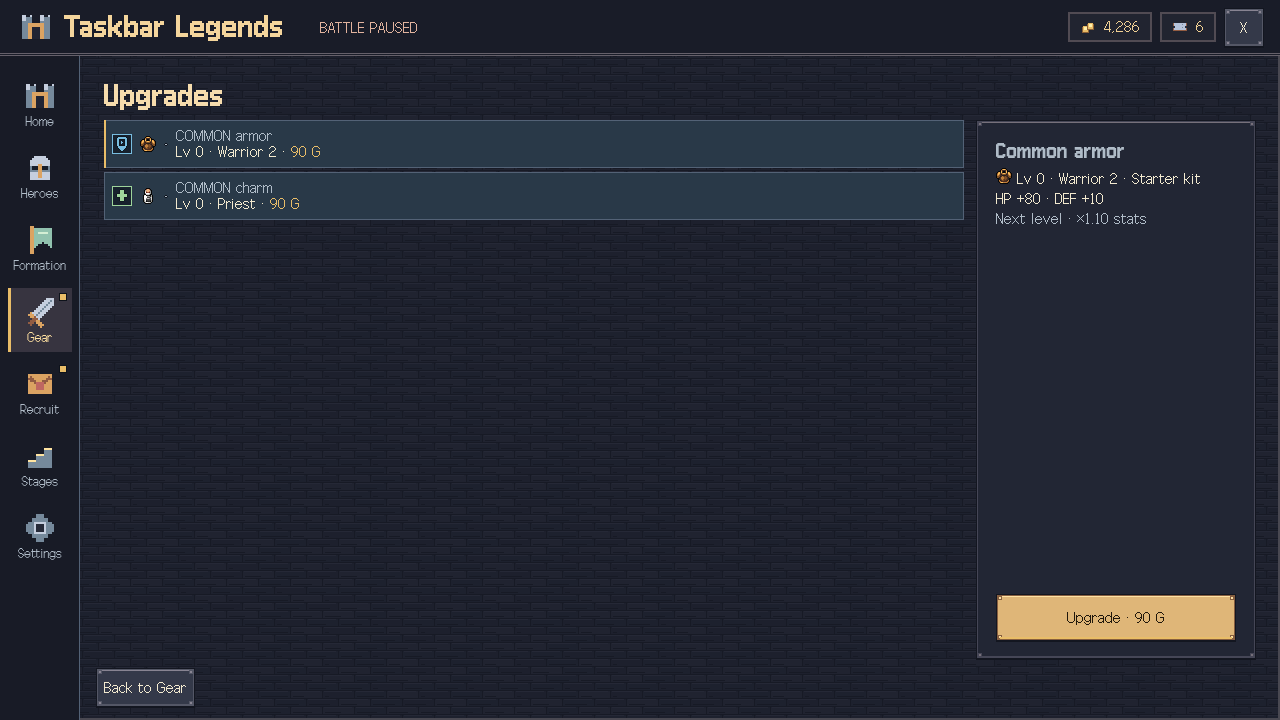 Taskbar Legends
BATTLE PAUSED
4,286
6
X
Home
Heroes
Formation
Gear
Recruit
Stages
Settings
Upgrades
· COMMON armor
Lv 0 · Warrior 2 · 90 G
· COMMON charm
Lv 0 · Priest · 90 G
Common armor
Lv 0 · Warrior 2 · Starter kit
HP +80 · DEF +10
Next level · ×1.10 stats
Upgrade · 90 G
Back to Gear